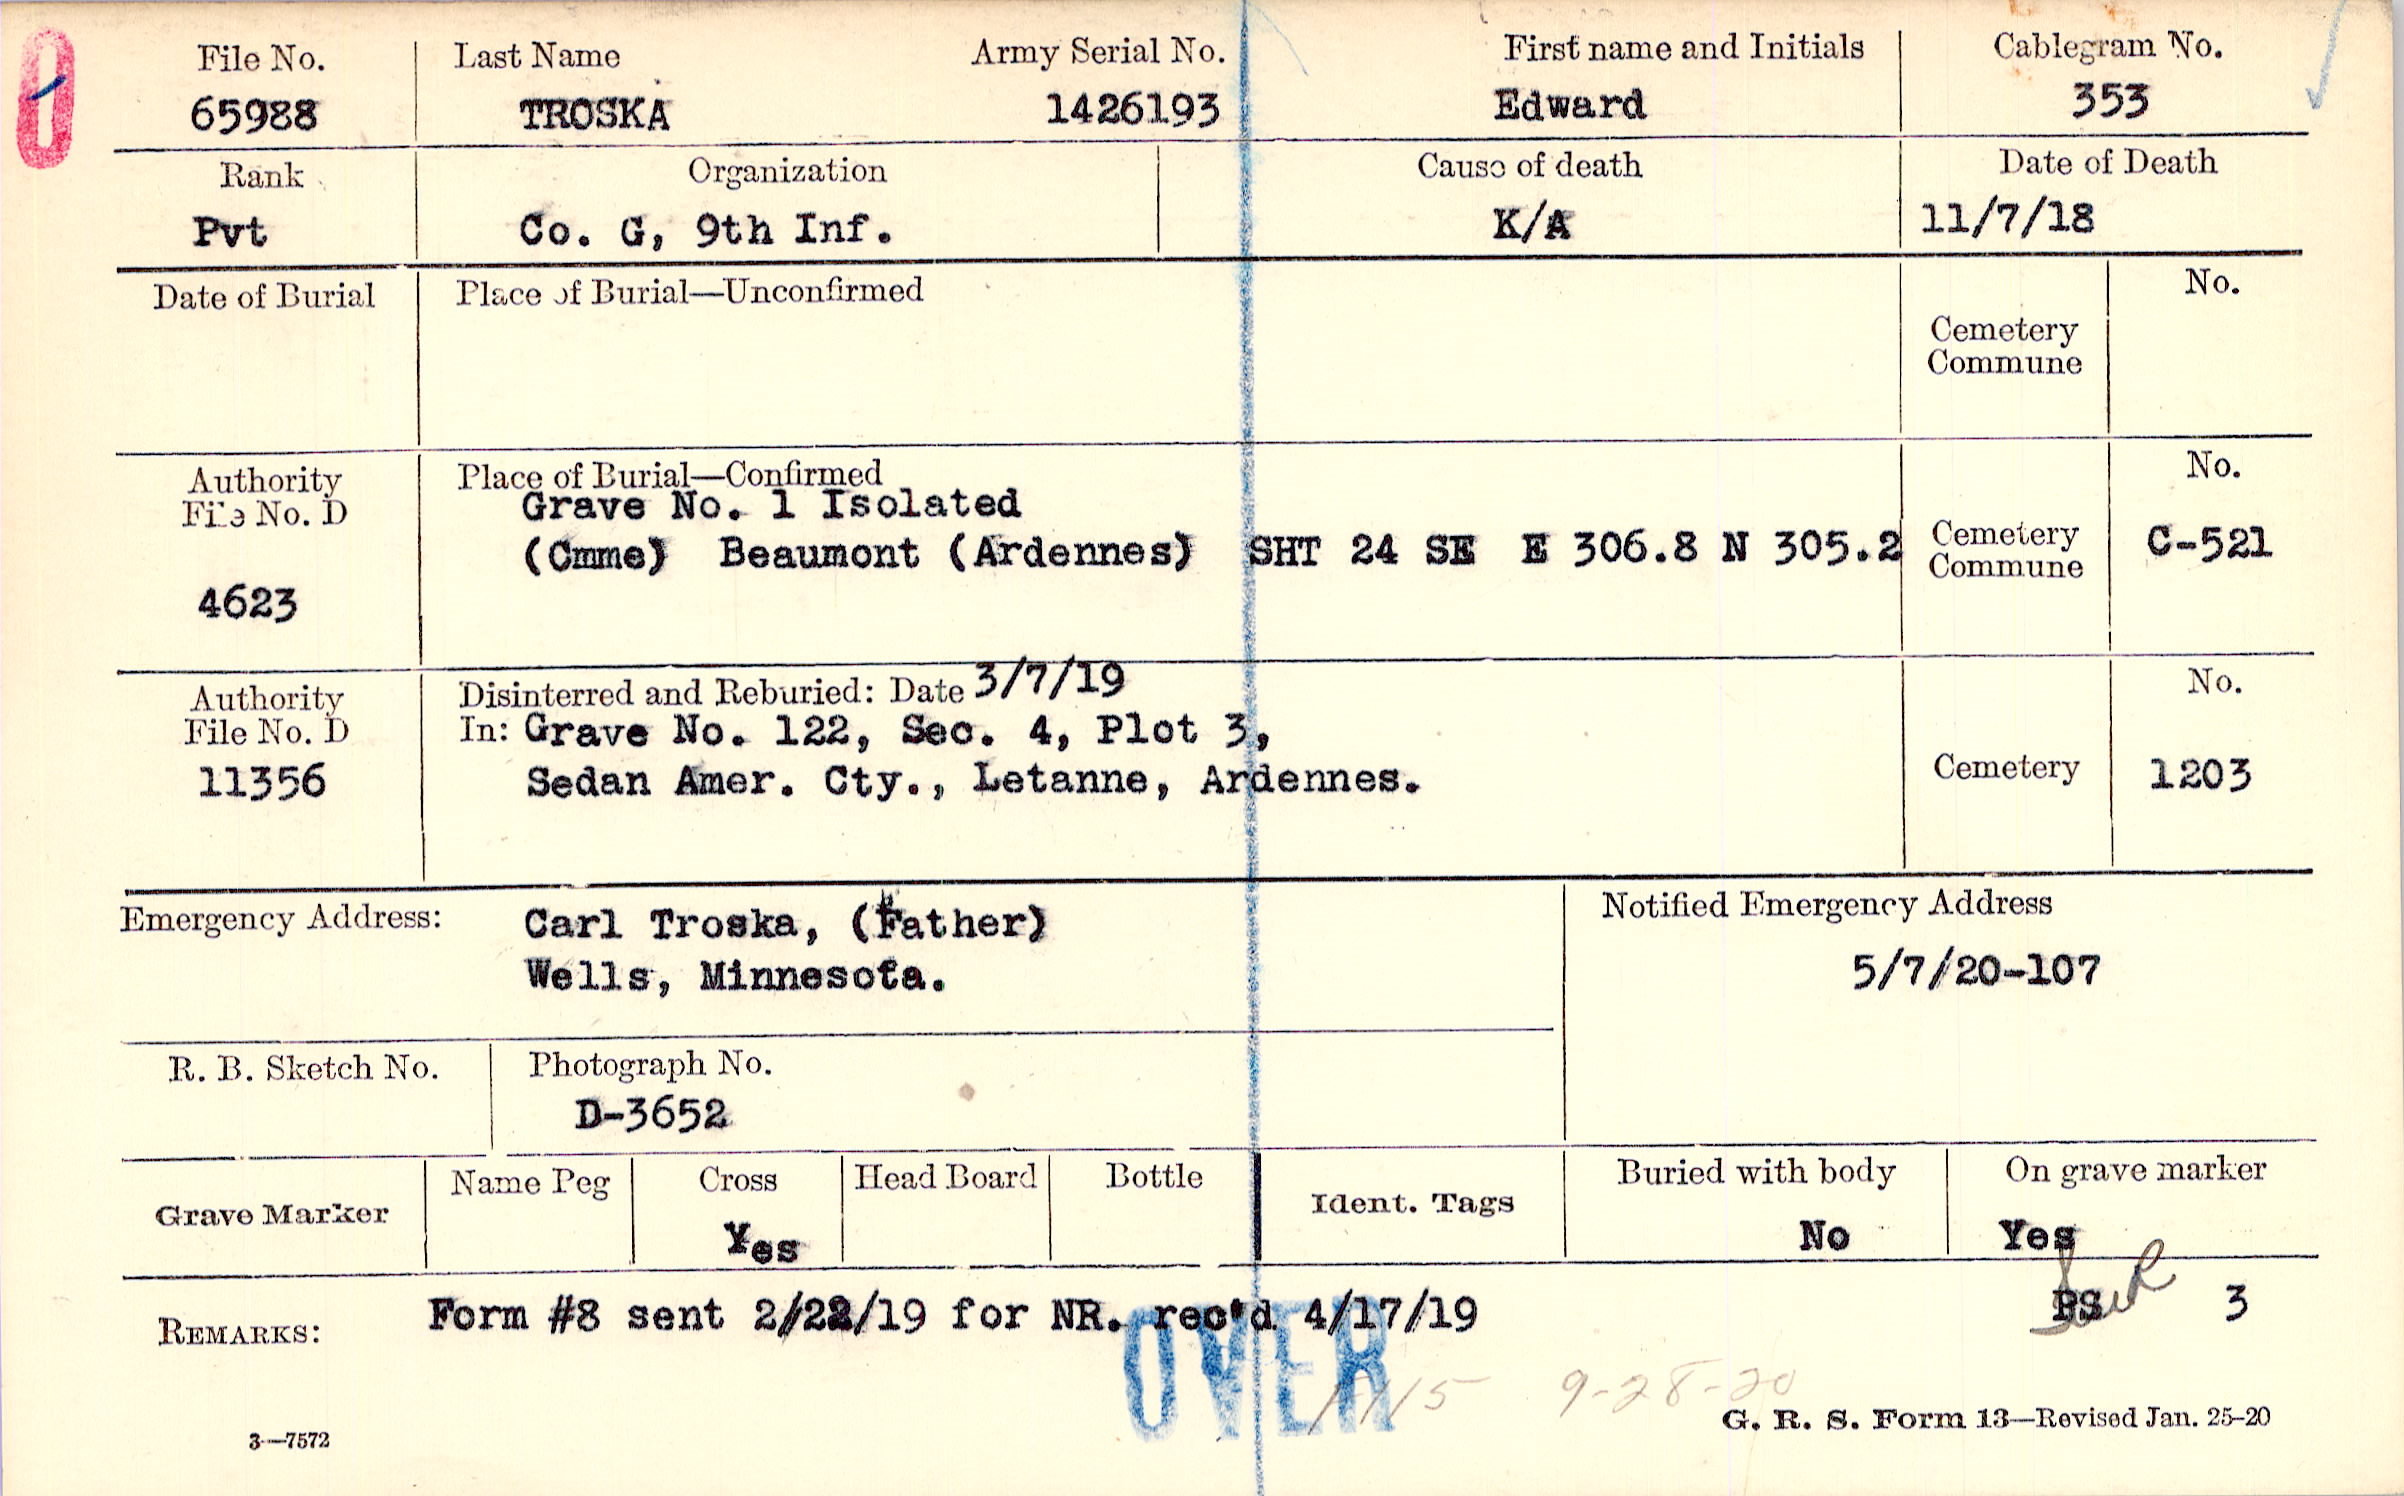 File No. Last Name Army Serial No. First name and Initials Cablegram No.
65988 TROSKA 1426193 Edward 353
Rank Organization Cause of death Date of Death
Pvt Co. G, 9th Inf. K/A 11/7/18
Date of Burial Place of Burial—Unconfirmed No.
Cemetery
Commune
Authority Place of Burial—Confirmed No.
File No. D Grave No. 1 Isolated
(Cmme) Beaumont (Ardennes) SHT 24 SE E 306.8 N 305.2 Cemetery C-521
Commune
4623
Authority Disinterred and Reburied: Date 3/7/19 No.
File No. D In: Grave No. 122, Sec. 4, Plot 3,
11356 Sedan Amer. Cty., Letanne, Ardennes. Cemetery 1203
Emergency Address: Carl Troska, (Father) Notified Emergency Address
Wells, Minnesota. 5/7/20-107
R. B. Sketch No. Photograph No.
D-3652
Grave Marker Name Peg Cross Head Board Bottle Ident. Tags Buried with body On grave marker
Yes No Yes
REMARKS: Form #8 sent 2/22/19 for NR. rec'd 4/17/19 PS 3
OVER
9-28-20
3—7572 G. R. S. Form 13—Revised Jan. 25-20